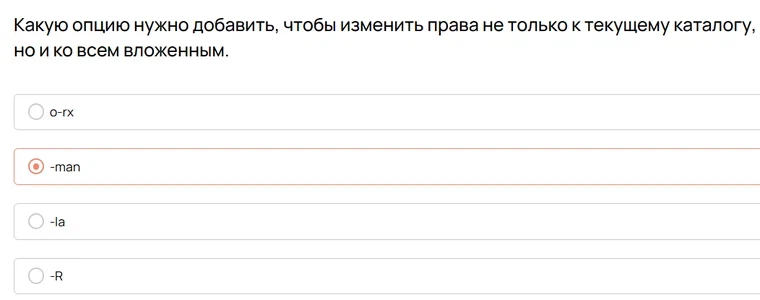 Какую опцию нужно добавить, чтобы изменить права не только к текущему каталогу,
но и ко всем вложенным.
o-rx
-man
-la
-R